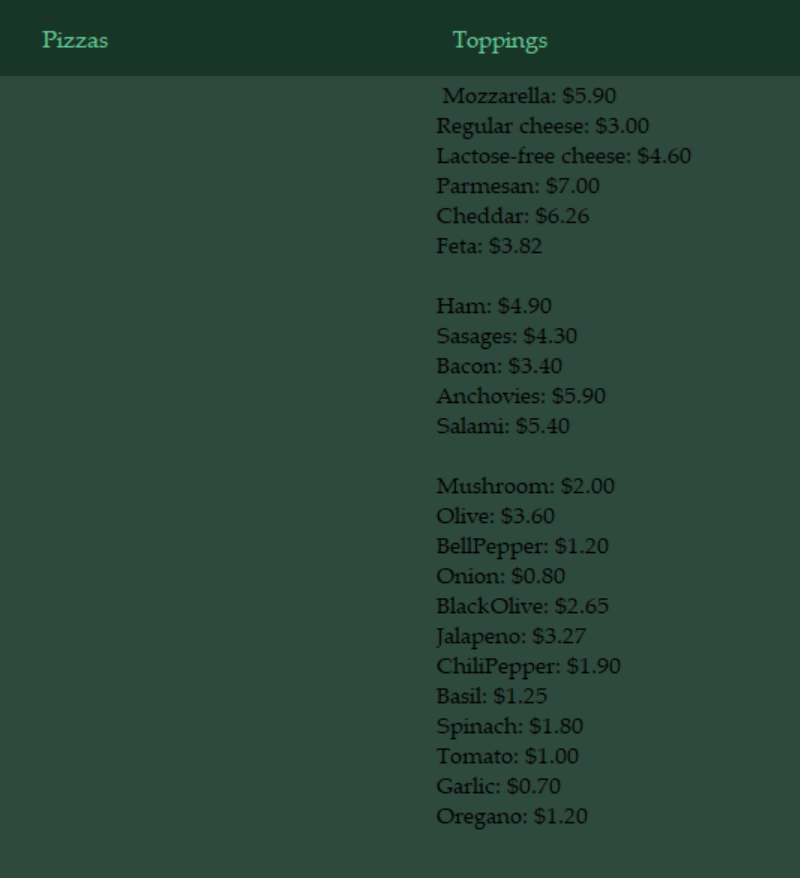 Pizzas
Toppings
Mozzarella: $5.90
Regular cheese: $3.00
Lactose-free cheese: $4.60
Parmesan: $7.00
Cheddar: $6.26
Feta: $3.82
Ham: $4.90
Sasages: $4.30
Bacon: $3.40
Anchovies: $5.90
Salami: $5.40
Mushroom: $2.00
Olive: $3.60
BellPepper: $1.20
Onion: $0.80
BlackOlive: $2.65
Jalapeno: $3.27
ChiliPepper: $1.90
Basil: $1.25
Spinach: $1.80
Tomato: $1.00
Garlic: $0.70
Oregano: $1.20